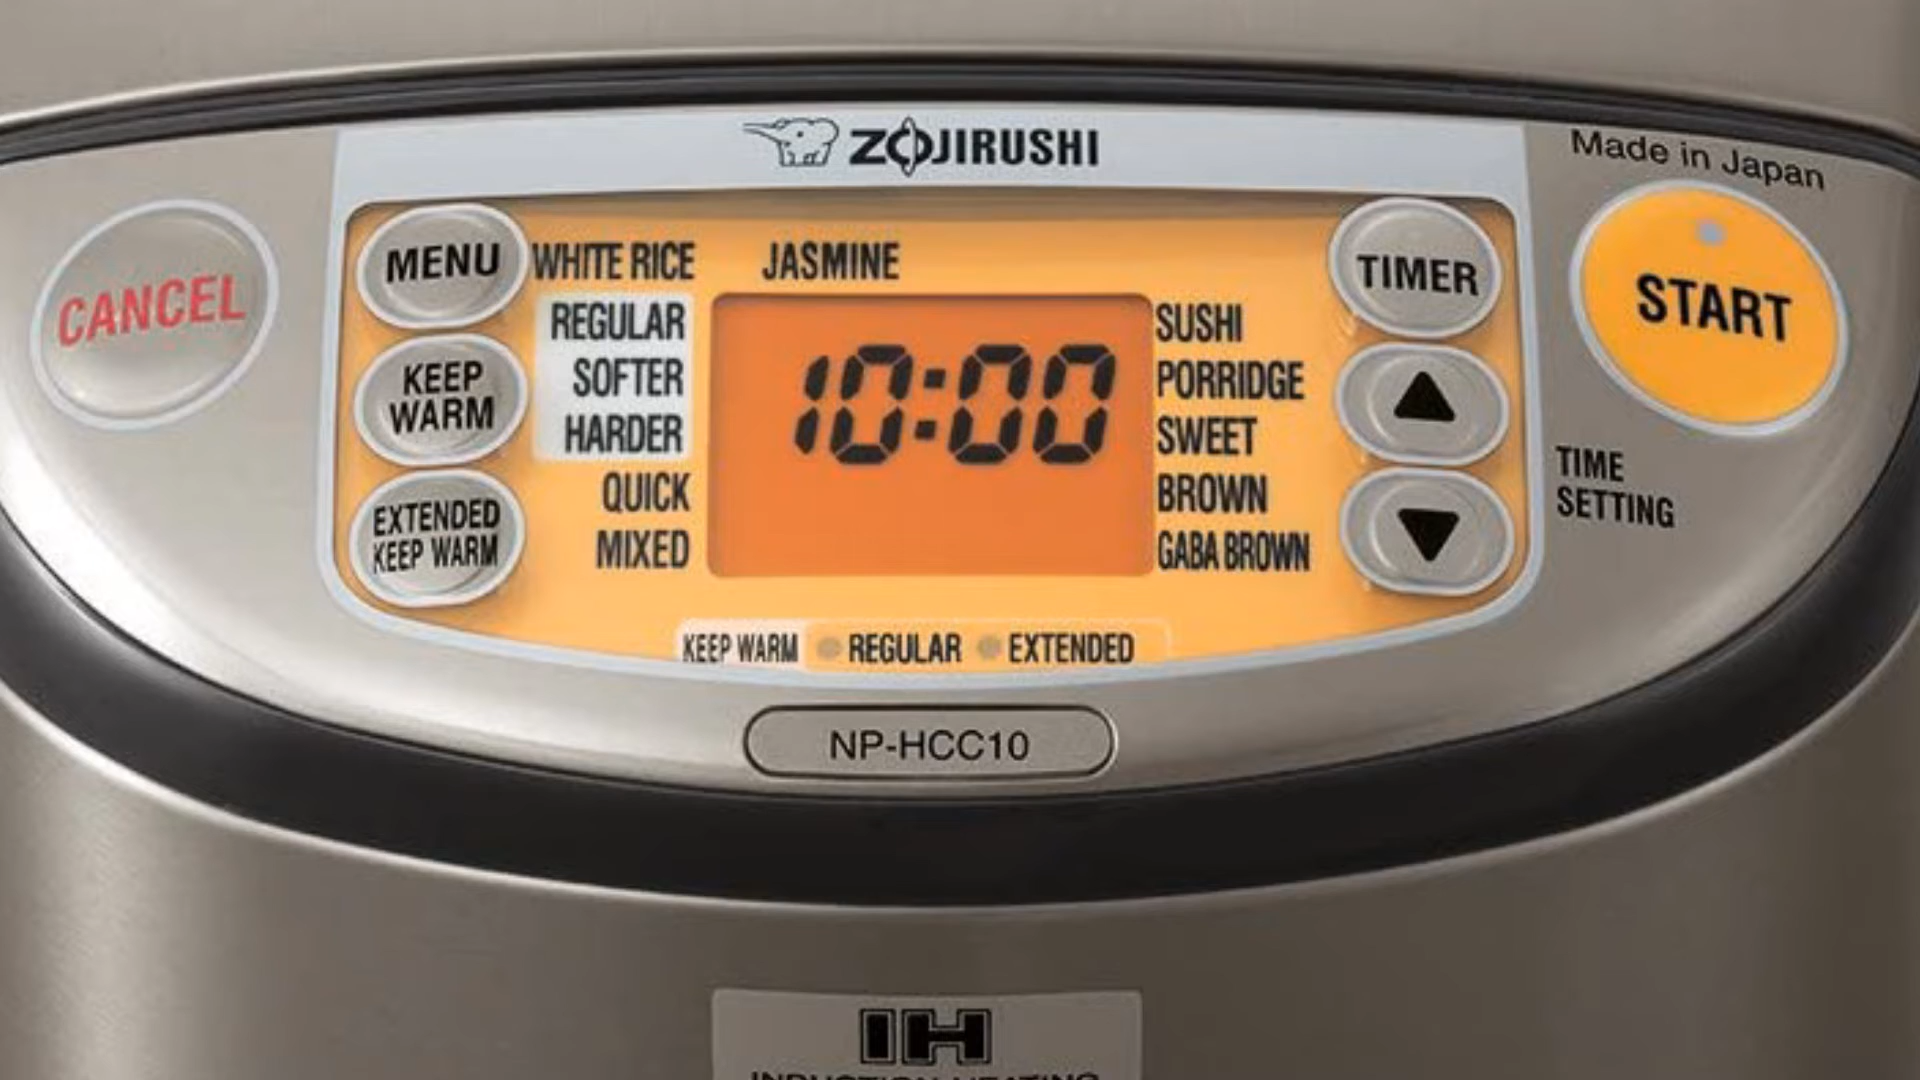 ZOJIRUSHI
Made in Japan
CANCEL
MENU
KEEP
WARM
EXTENDED
KEEP WARM
WHITE RICE
REGULAR
SOFTER
HARDER
QUICK
MIXED
JASMINE
10:00
SUSHI
PORRIDGE
SWEET
BROWN
GABA BROWN
TIMER
START
TIME
SETTING
KEEP WARM REGULAR EXTENDED
NP-HCC10
IH
INDUCTION HEATING